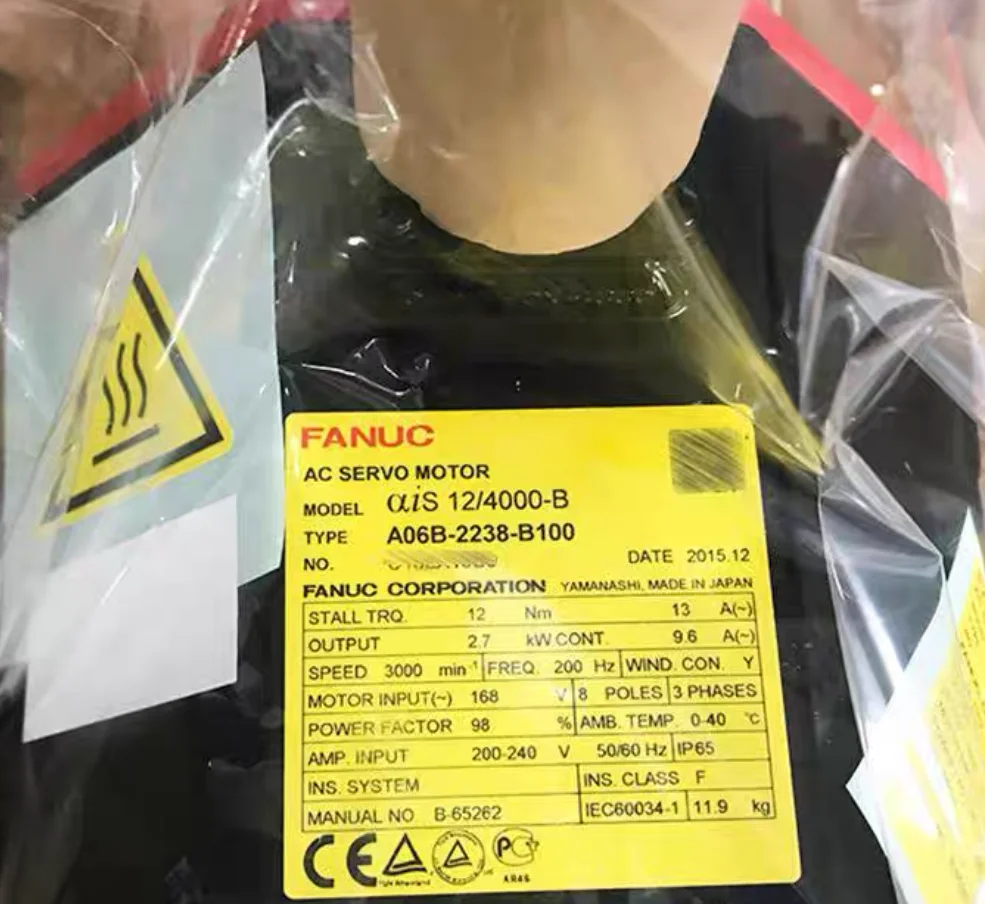 FANUC
AC SERVO MOTOR
MODEL αiS 12/4000-B
TYPE A06B-2238-B100
NO. DATE 2015.12
FANUC CORPORATION YAMANASHI, MADE IN JAPAN
STALL TRQ. 12 Nm 13 A(~)
OUTPUT 2.7 kW CONT. 9.6 A(~)
SPEED 3000 min⁻¹ FREQ. 200 Hz WIND. CON. Y
MOTOR INPUT(~) 168 V 8 POLES 3 PHASES
POWER FACTOR 98 % AMB. TEMP. 0-40 °C
AMP. INPUT 200-240 V 50/60 Hz IP65
INS. SYSTEM INS. CLASS F
MANUAL NO B-65262 IEC60034-1 11.9 kg
CE PC
TÜV Rheinland